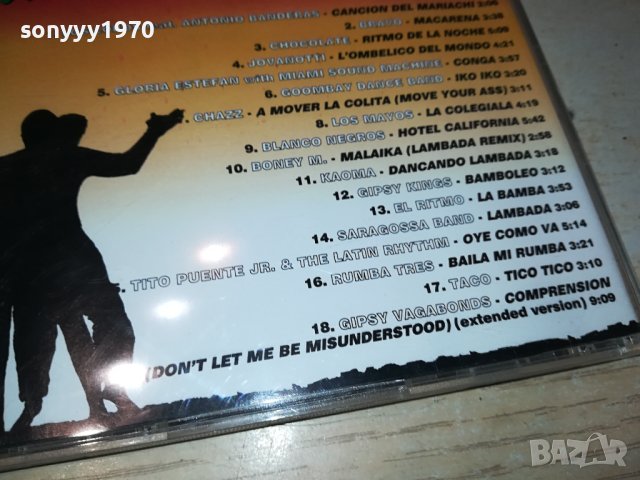 sonyyy1970
ANTONIO BANDERAS - CANCION DEL MARIACHI
2. BRAVO - MACARENA 3:38
3. CHOCOLATE - RITMO DE LA NOCHE 5:09
4. JOVANOTTI - L'OMBELICO DEL MONDO 4:21
5. GLORIA ESTEFAN with MIAMI SOUND MACHINE - CONGA 3:57
6. GOOMBAY DANCE BAND - IKO IKO 3:20
CHAZZ - A MOVER LA COLITA (MOVE YOUR ASS) 3:11
8. LOS MAYOS - LA COLEGIALA 4:19
9. BLANCO NEGROS - HOTEL CALIFORNIA 5:42
10. BONEY M. - MALAIKA (LAMBADA REMIX) 2:58
11. KAOMA - DANCANDO LAMBADA 3:18
12. GIPSY KINGS - BAMBOLEO 3:12
13. EL RITMO - LA BAMBA 3:53
14. SARAGOSSA BAND - LAMBADA 3:06
TITO PUENTE JR. & THE LATIN RHYTHM - OYE COMO VA 5:14
16. RUMBA TRES - BAILA MI RUMBA 3:21
17. TACO - TICO TICO 3:10
18. GIPSY VAGABONDS - COMPRENSION
(DON'T LET ME BE MISUNDERSTOOD) (extended version) 9:09
BAZAR